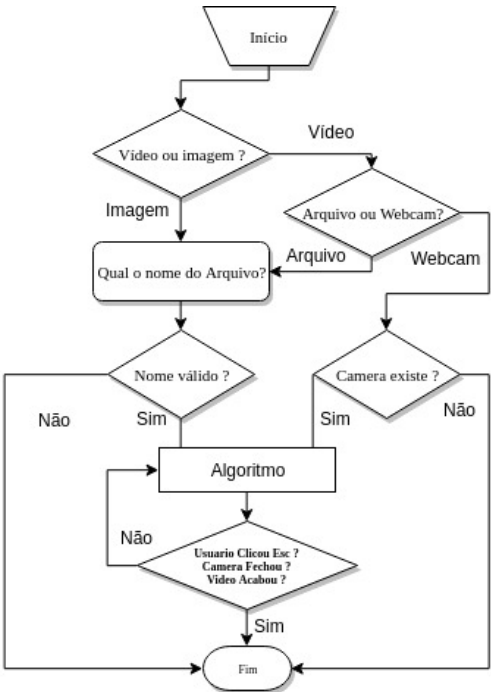 Início
Vídeo ou imagem ?
Vídeo
Imagem
Arquivo ou Webcam?
Arquivo
Webcam
Qual o nome do Arquivo?
Nome válido ?
Camera existe ?
Não
Sim
Sim
Não
Algoritmo
Não
Usuario Clicou Esc ?
Camera Fechou ?
Video Acabou ?
Sim
Fim